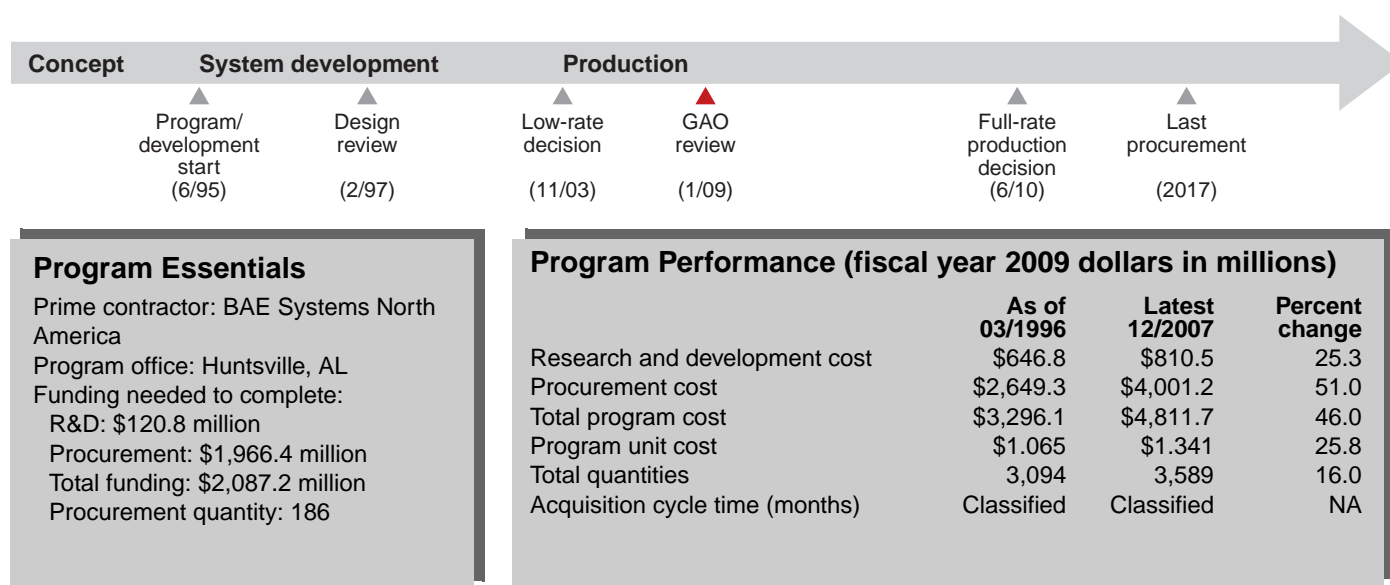 Concept System development Production
Program/ development start (6/95)
Design review (2/97)
Low-rate decision (11/03)
GAO review (1/09)
Full-rate production decision (6/10)
Last procurement (2017)
Program Essentials
Prime contractor: BAE Systems North
America
Program office: Huntsville, AL
Funding needed to complete:
R&D: $120.8 million
Procurement: $1,966.4 million
Total funding: $2,087.2 million
Procurement quantity: 186
Program Performance (fiscal year 2009 dollars in millions)
As of Latest Percent
03/1996 12/2007 change
Research and development cost $646.8 $810.5 25.3
Procurement cost $2,649.3 $4,001.2 51.0
Total program cost $3,296.1 $4,811.7 46.0
Program unit cost $1.065 $1.341 25.8
Total quantities 3,094 3,589 16.0
Acquisition cycle time (months) Classified Classified NA